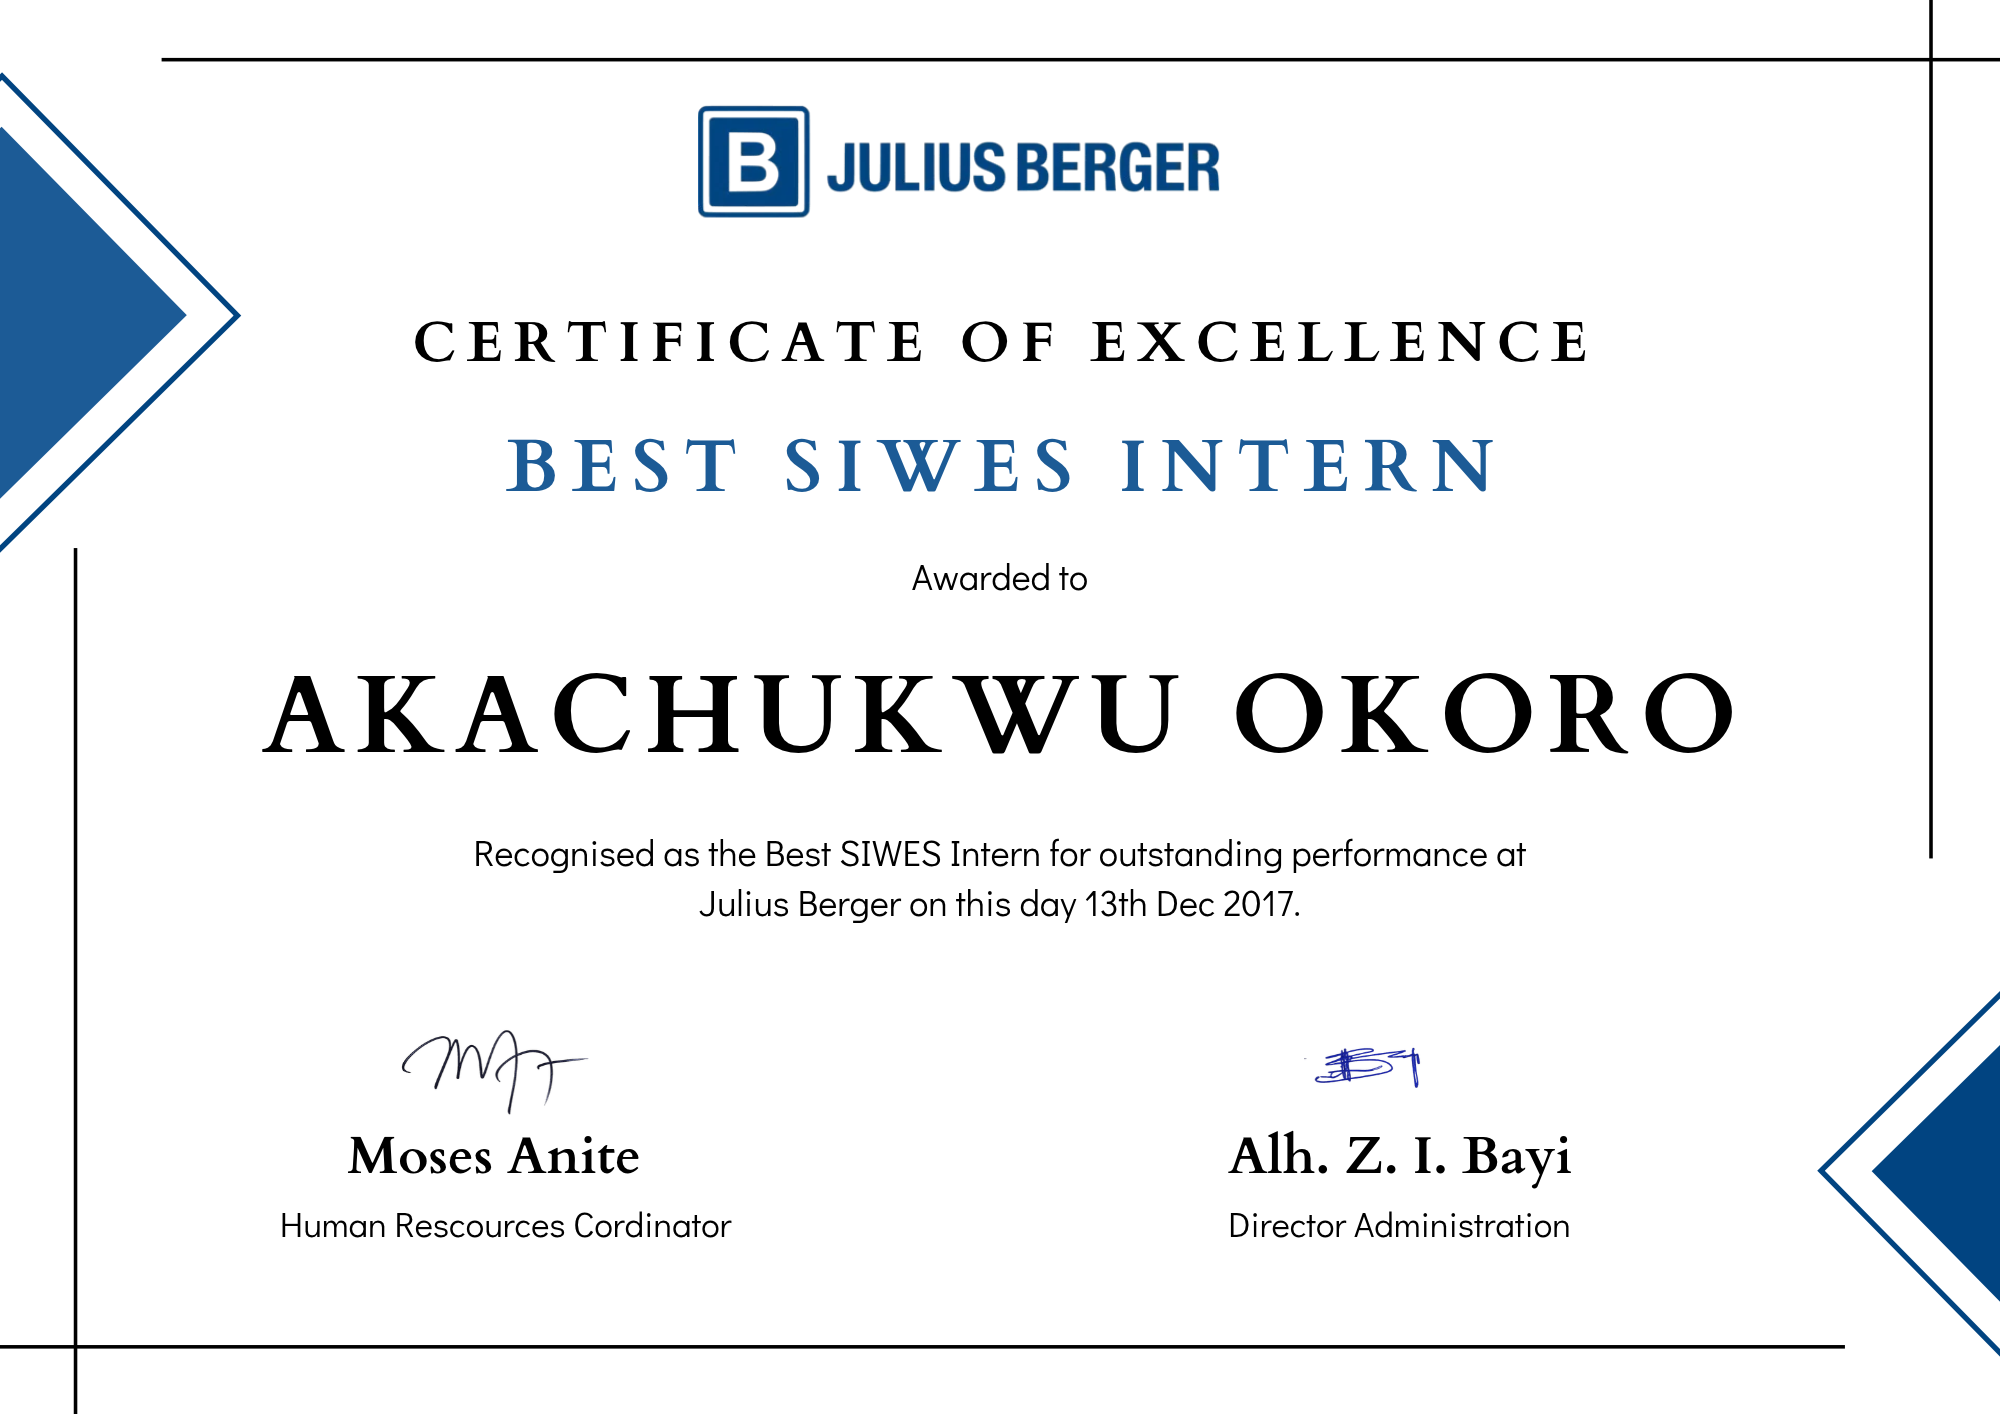 B JULIUS BERGER
CERTIFICATE OF EXCELLENCE
BEST SIWES INTERN
Awarded to
AKACHUKWU OKORO
Recognised as the Best SIWES Intern for outstanding performance at
Julius Berger on this day 13th Dec 2017.
Moses Anite
Human Rescources Cordinator
Alh. Z. I. Bayi
Director Administration